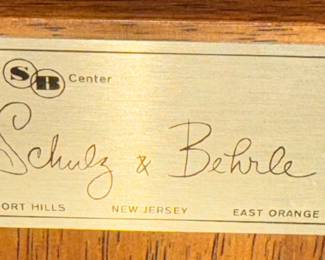 SB Center
Schulz & Behrle
ORT HILLS NEW JERSEY EAST ORANGE